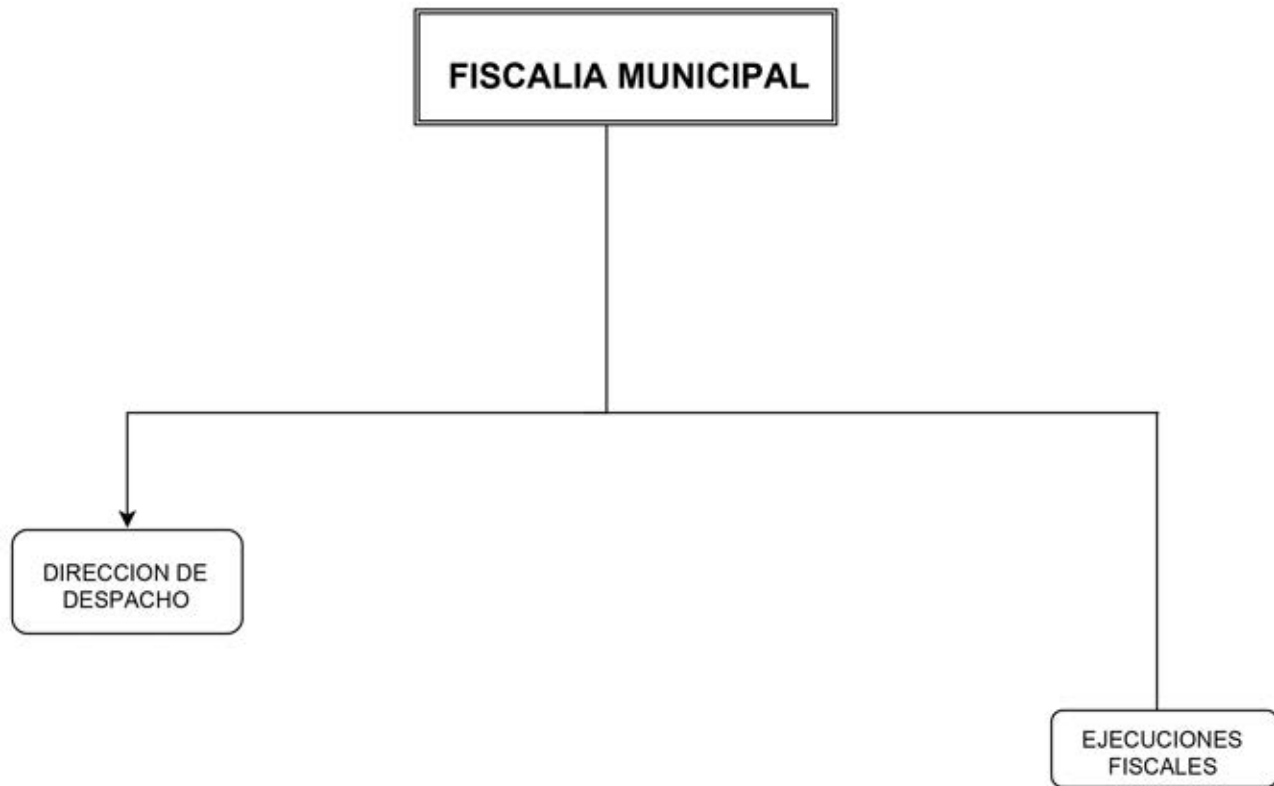 FISCALIA MUNICIPAL
DIRECCION DE
DESPACHO
EJECUCIONES
FISCALES